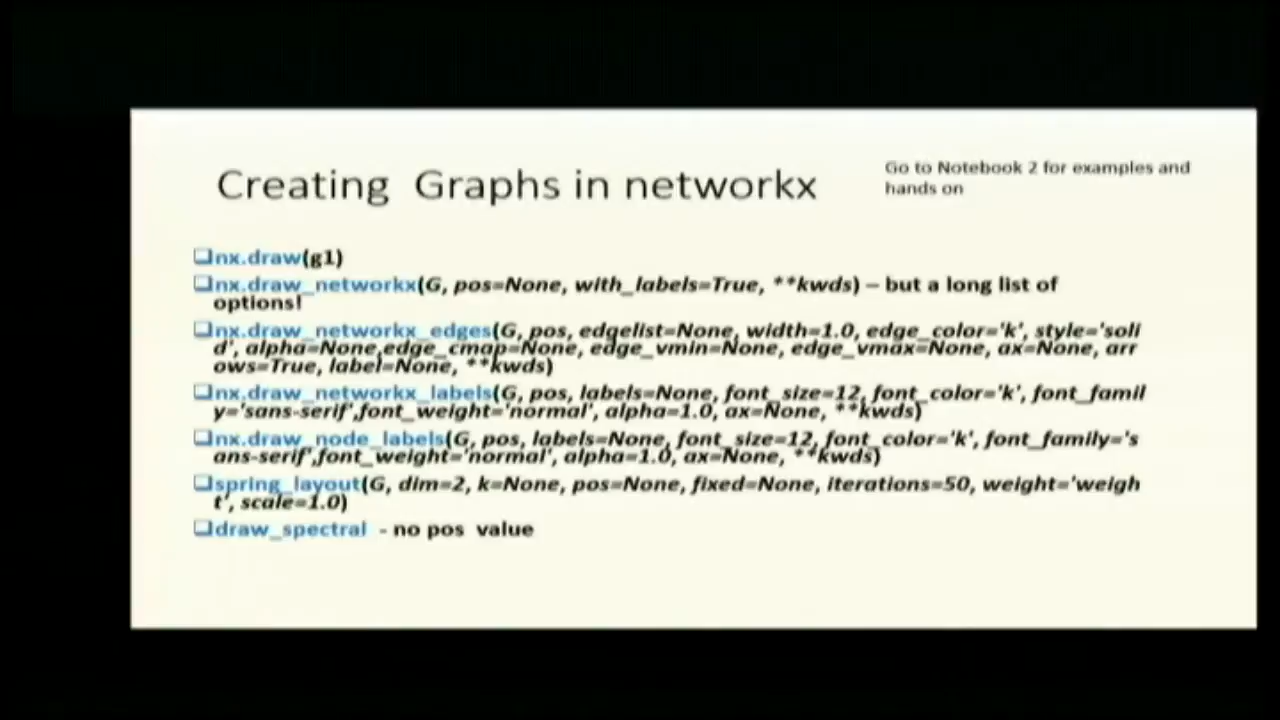 Creating Graphs in networkx
Go to Notebook 2 for examples and
hands on
nx.draw(g1)
nx.draw_networkx(G, pos=None, with_labels=True, **kwds) – but a long list of
options!
nx.draw_networkx_edges(G, pos, edgelist=None, width=1.0, edge_color='k', style='soli
d', alpha=None,edge_cmap=None, edge_vmin=None, edge_vmax=None, ax=None, arr
ows=True, label=None, **kwds)
nx.draw_networkx_labels(G, pos, labels=None, font_size=12, font_color='k', font_famil
y='sans-serif',font_weight='normal', alpha=1.0, ax=None, **kwds)
nx.draw_node_labels(G, pos, labels=None, font_size=12, font_color='k', font_family='s
ans-serif',font_weight='normal', alpha=1.0, ax=None, **kwds)
spring_layout(G, dim=2, k=None, pos=None, fixed=None, iterations=50, weight='weigh
t', scale=1.0)
draw_spectral - no pos value